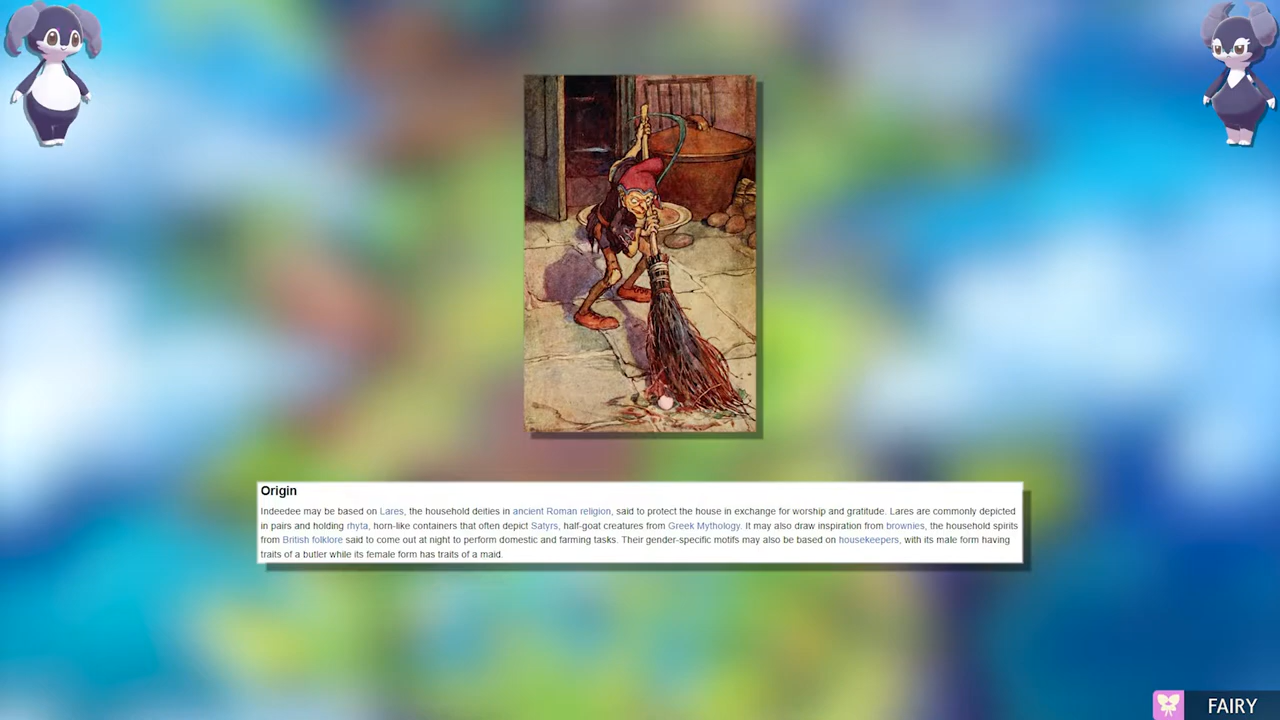 Origin
Indeedee may be based on Lares, the household deities in ancient Roman religion, said to protect the house in exchange for worship and gratitude. Lares are commonly depicted
in pairs and holding rhyta, horn-like containers that often depict Satyrs, half-goat creatures from Greek Mythology. It may also draw inspiration from brownies, the household spirits
from British folklore said to come out at night to perform domestic and farming tasks. Their gender-specific motifs may also be based on housekeepers, with its male form having
traits of a butler while its female form has traits of a maid.
FAIRY